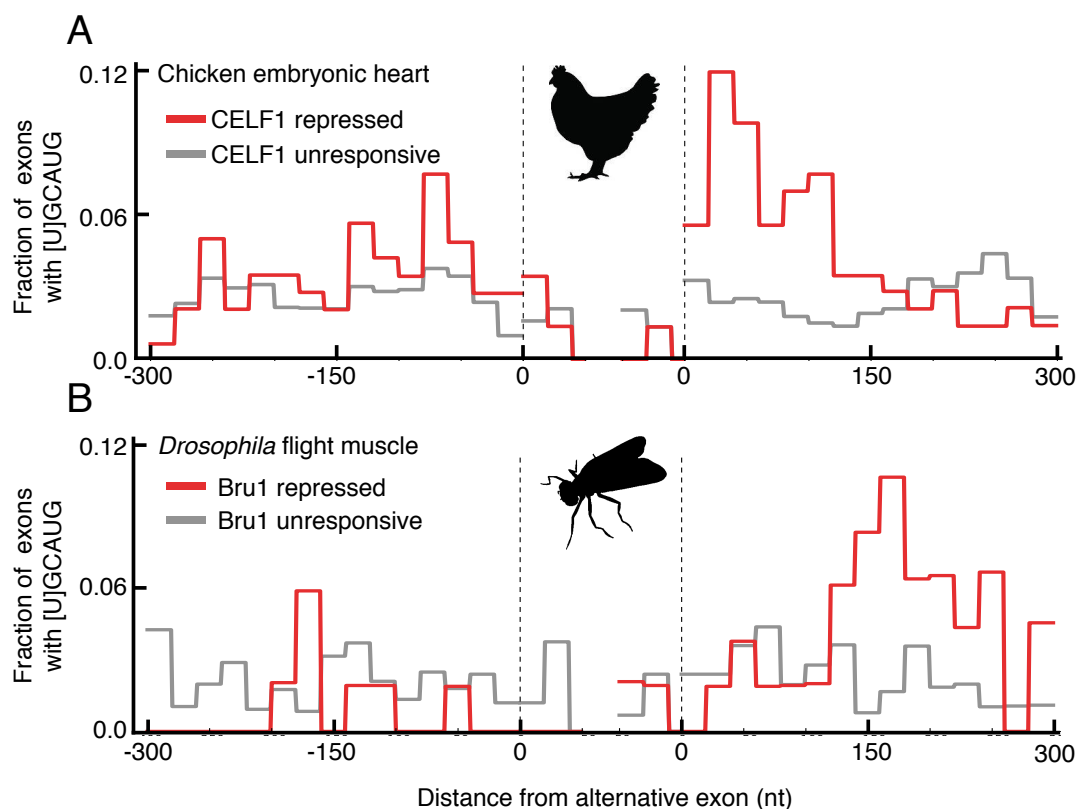 A
Chicken embryonic heart
CELF1 repressed
CELF1 unresponsive
Fraction of exons
with [U]GCAUG
0.12
0.06
0.0
-300 -150 0 0 150 300
B
Drosophila flight muscle
Bru1 repressed
Bru1 unresponsive
Fraction of exons
with [U]GCAUG
0.12
0.06
0.0
-300 -150 0 0 150 300
Distance from alternative exon (nt)